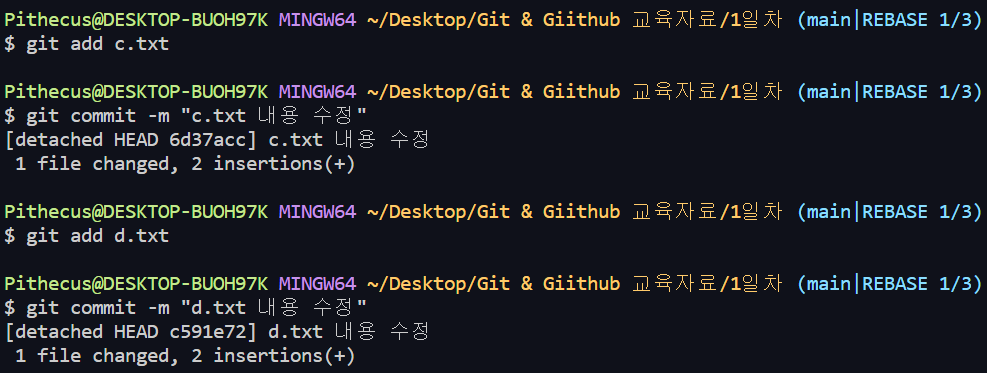 Pithecus@DESKTOP-BUOH97K MINGW64 ~/Desktop/Git & Giithub 교육자료/1일차 (main|REBASE 1/3)
$ git add c.txt
Pithecus@DESKTOP-BUOH97K MINGW64 ~/Desktop/Git & Giithub 교육자료/1일차 (main|REBASE 1/3)
$ git commit -m "c.txt 내용 수정"
[detached HEAD 6d37acc] c.txt 내용 수정
1 file changed, 2 insertions(+)
Pithecus@DESKTOP-BUOH97K MINGW64 ~/Desktop/Git & Giithub 교육자료/1일차 (main|REBASE 1/3)
$ git add d.txt
Pithecus@DESKTOP-BUOH97K MINGW64 ~/Desktop/Git & Giithub 교육자료/1일차 (main|REBASE 1/3)
$ git commit -m "d.txt 내용 수정"
[detached HEAD c591e72] d.txt 내용 수정
1 file changed, 2 insertions(+)